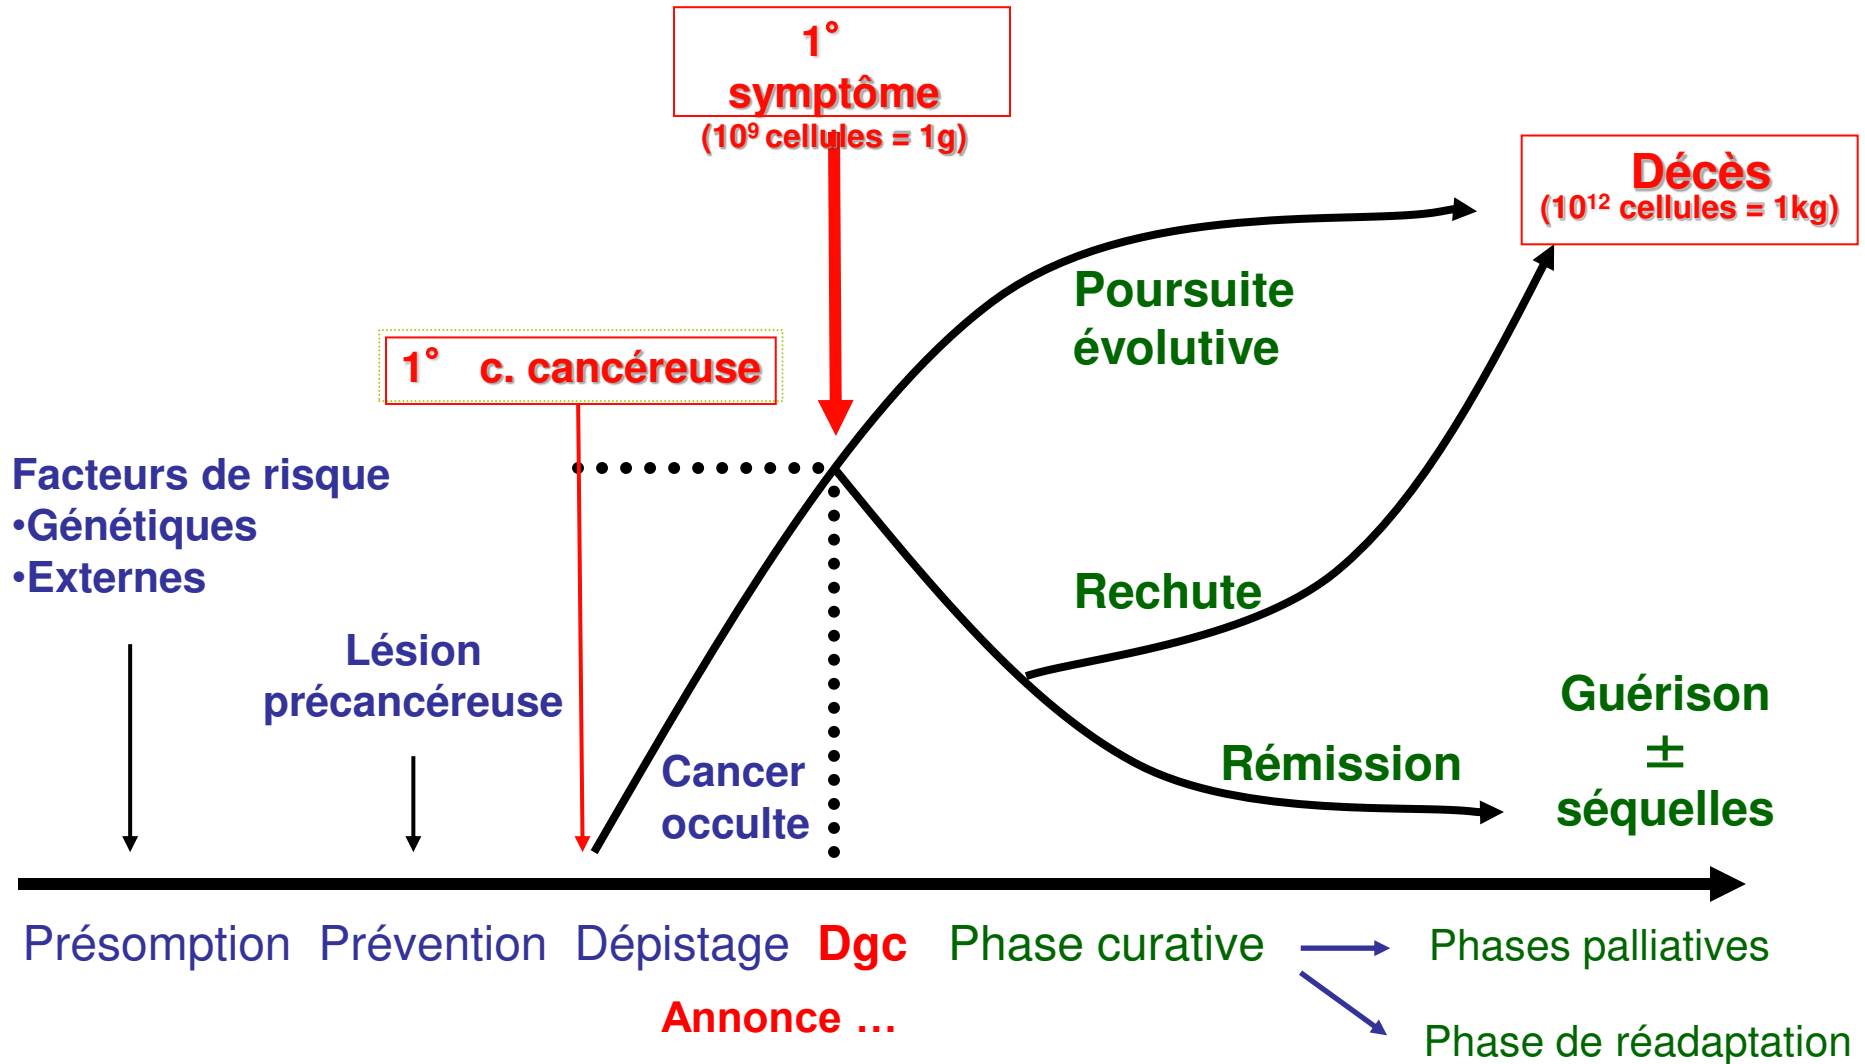 1°
symptôme
(10⁹ cellules = 1g)
Décès
(10¹² cellules = 1kg)
Poursuite
évolutive
1° c. cancéreuse
Facteurs de risque
•Génétiques
•Externes
Rechute
Lésion
précancéreuse
Guérison
±
séquelles
Rémission
Cancer
occulte
Présomption Prévention Dépistage Dgc Phase curative Phases palliatives
Annonce ...
Phase de réadaptation